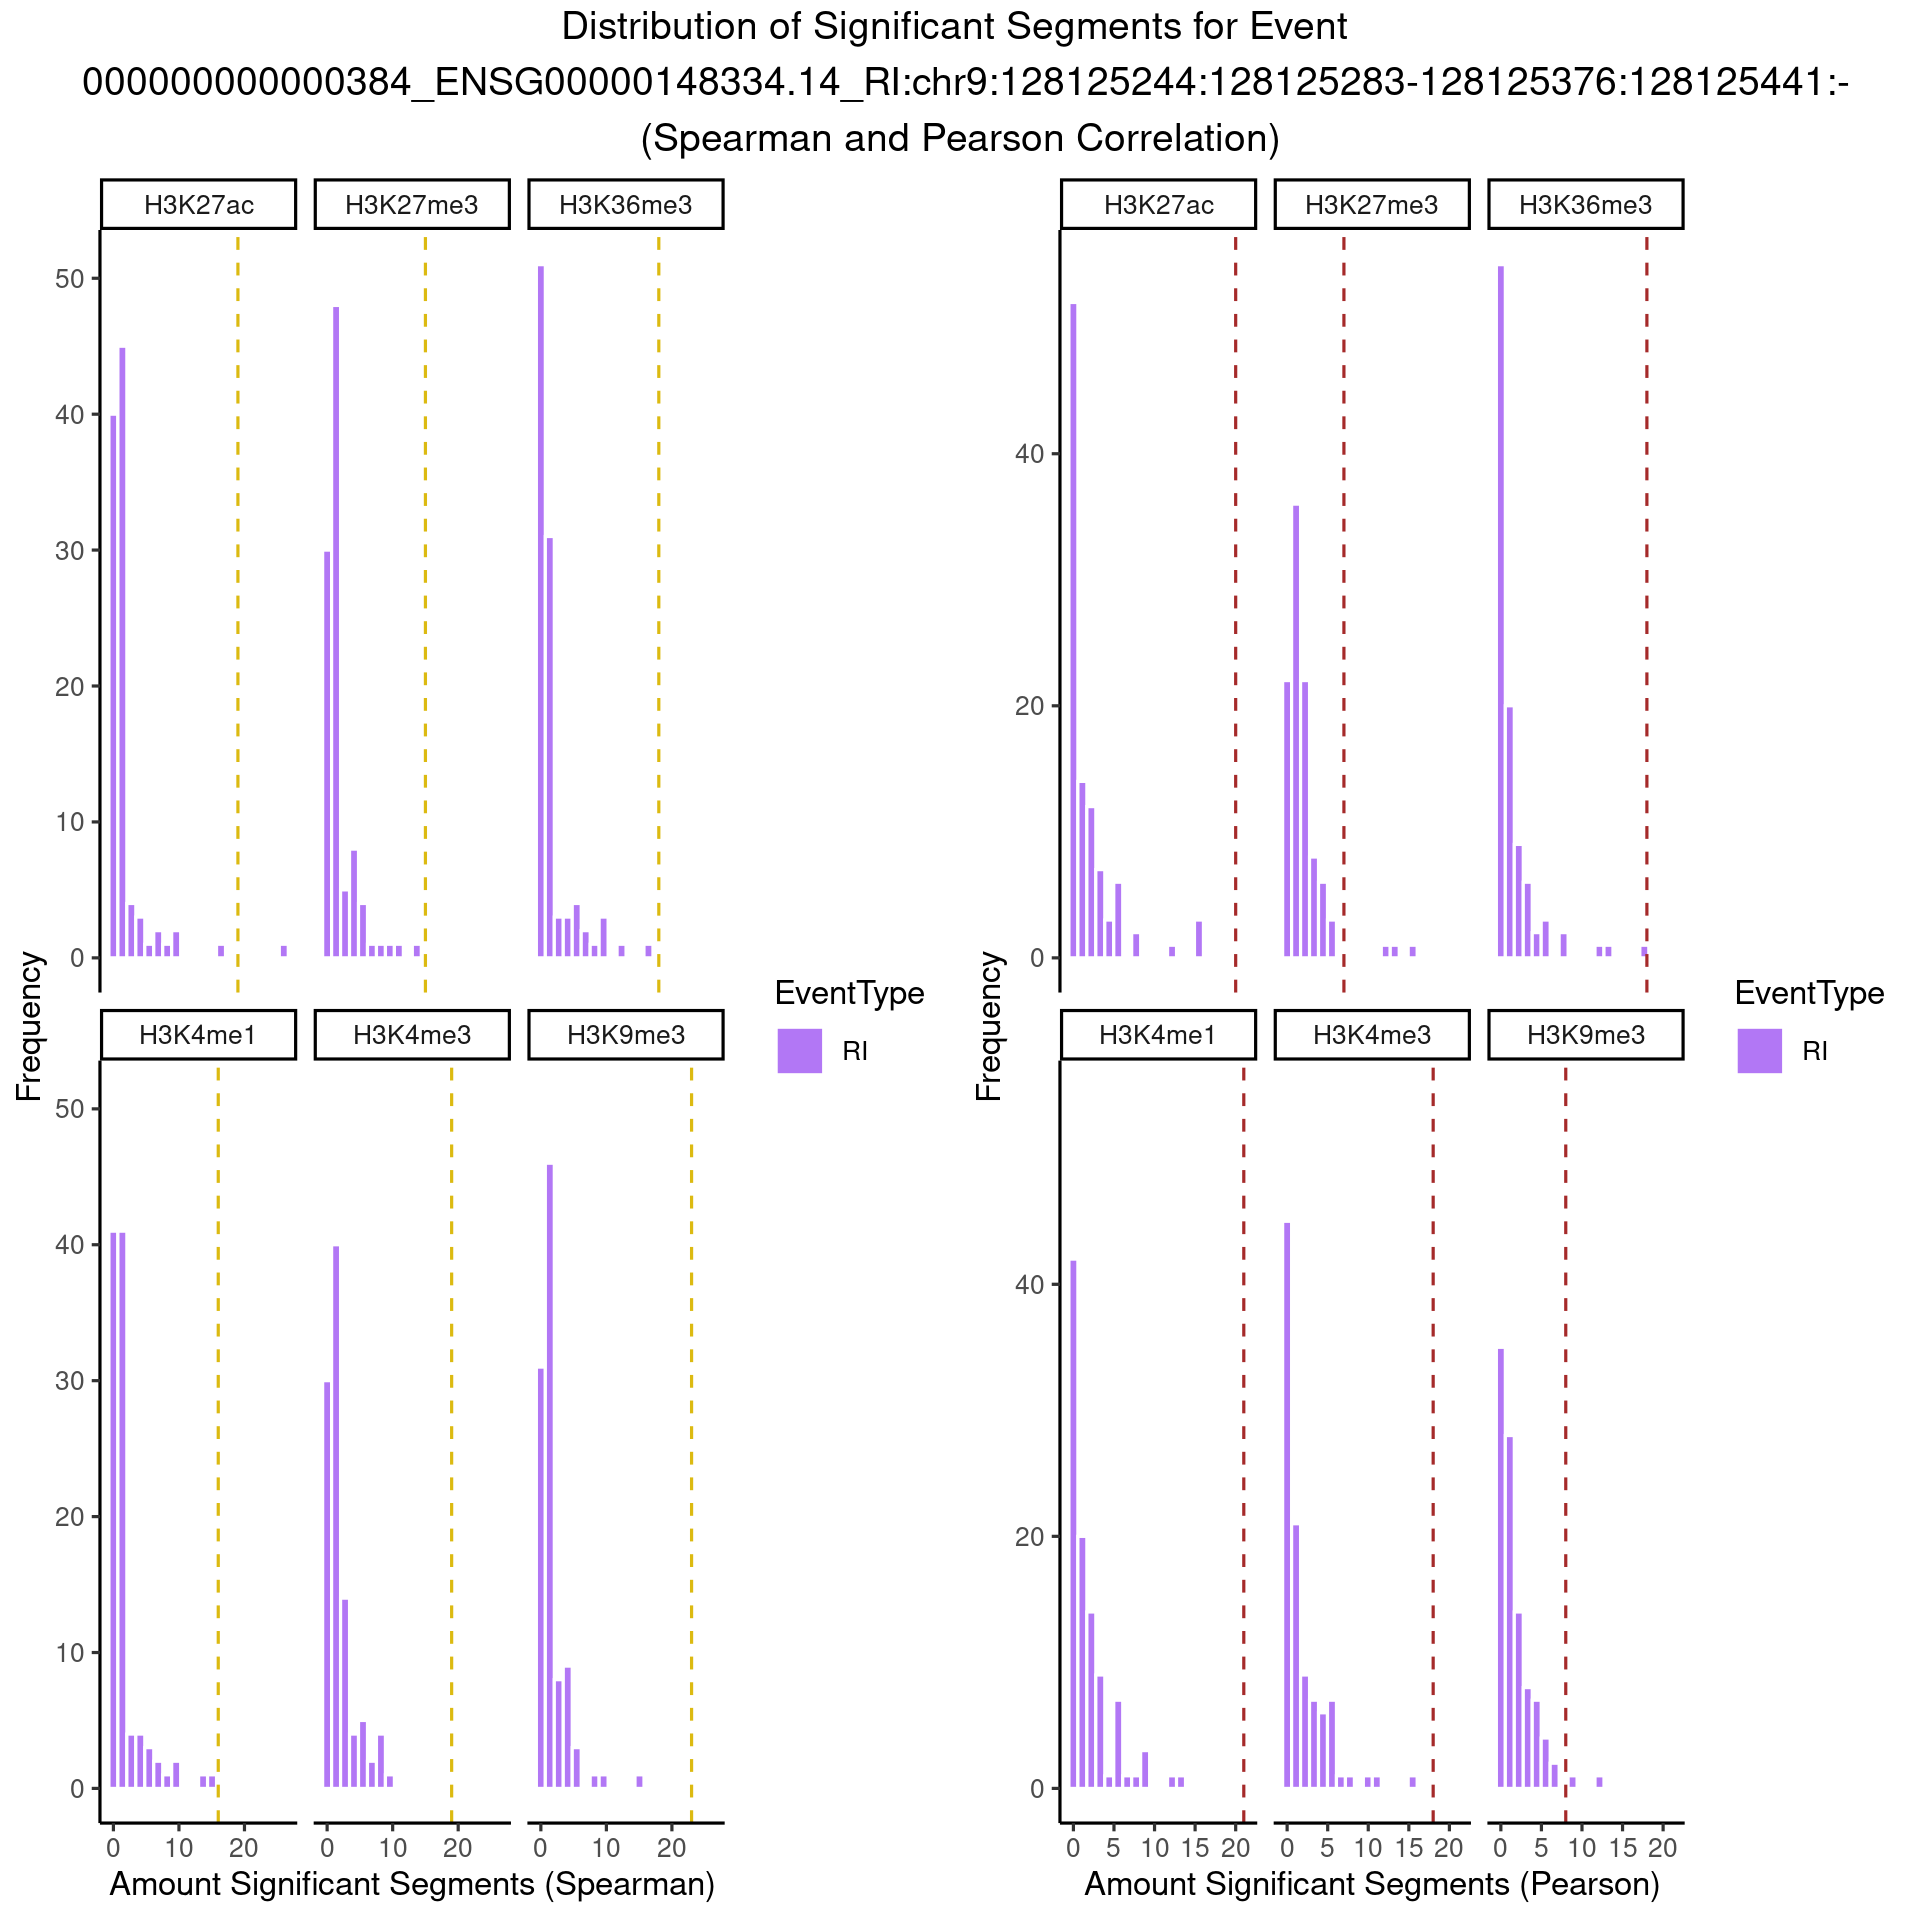 Distribution of Significant Segments for Event
000000000000384_ENSG00000148334.14_RI:chr9:128125244:128125283-128125376:128125441:-
(Spearman and Pearson Correlation)
H3K27ac H3K27me3 H3K36me3
50
40
30
20
10
0
H3K4me1 H3K4me3 H3K9me3
50
40
30
20
10
0
0 10 20 0 10 20 0 10 20
Frequency
Amount Significant Segments (Spearman)
EventType
RI
H3K27ac H3K27me3 H3K36me3
40
20
0
H3K4me1 H3K4me3 H3K9me3
40
20
0
0 5 10 15 20 0 5 10 15 20 0 5 10 15 20
Frequency
Amount Significant Segments (Pearson)
EventType
RI